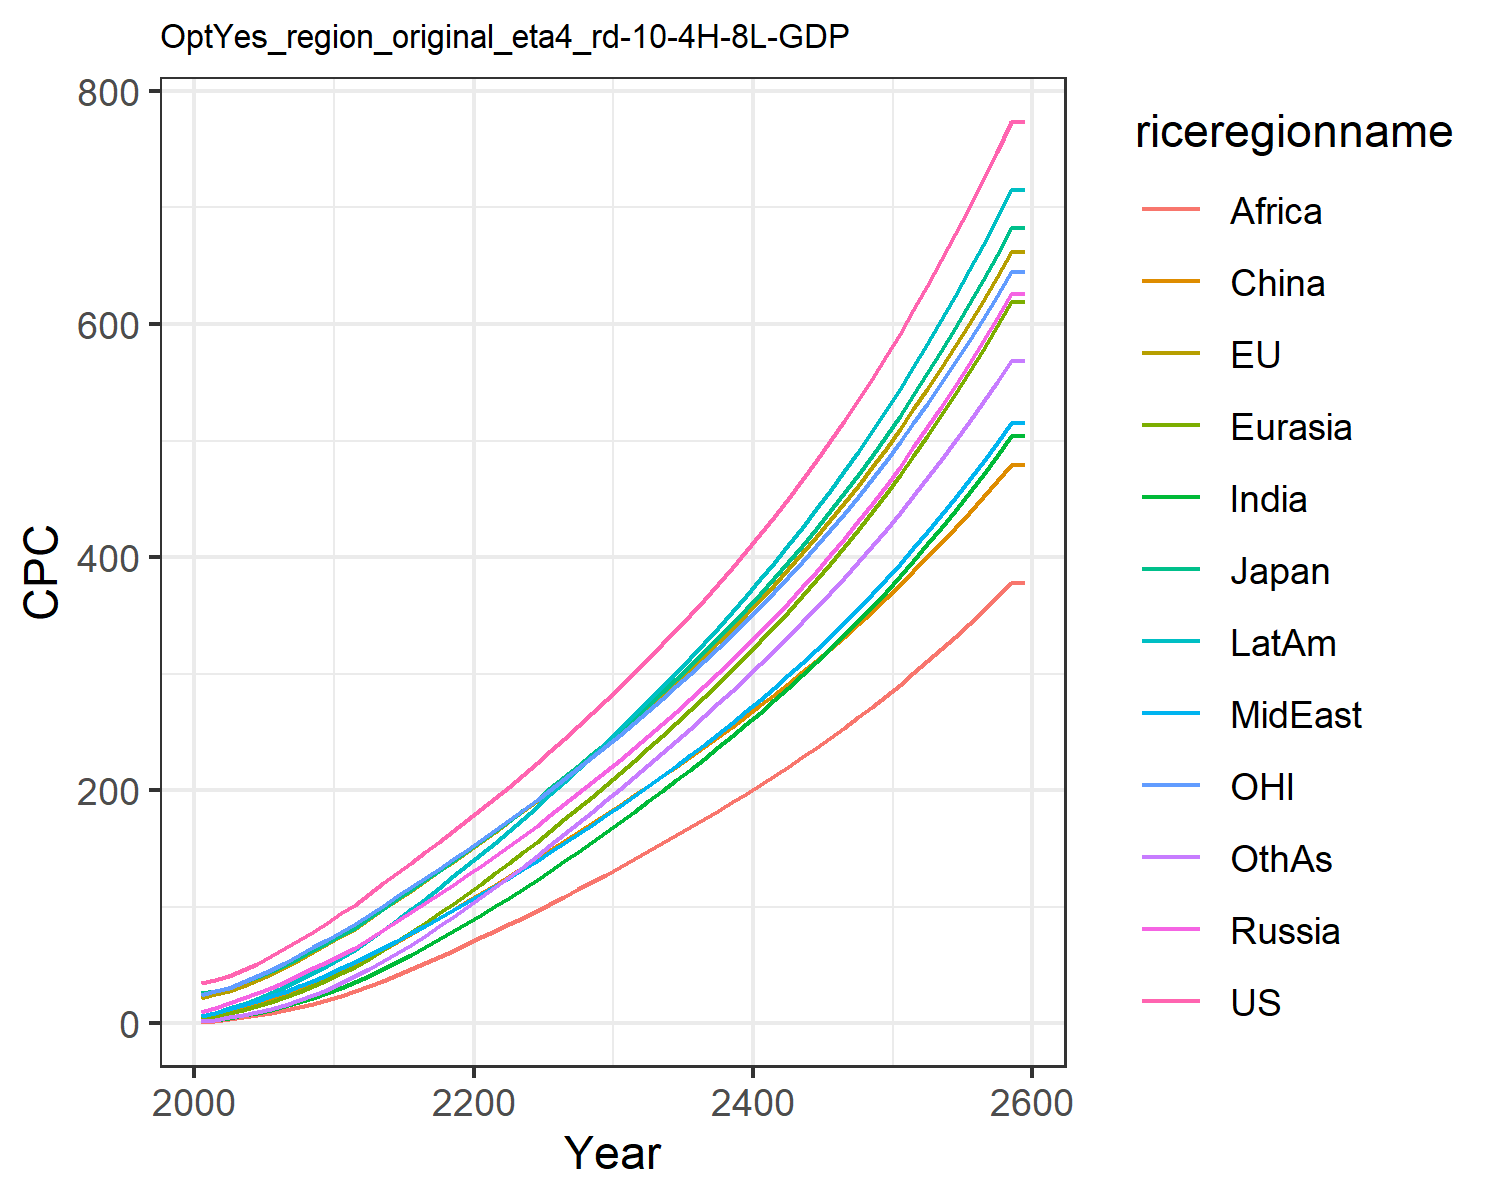 OptYes_region_original_eta4_rd-10-4H-8L-GDP
800
600
400
200
0
CPC
2000 2200 2400 2600
Year
riceregionname
Africa
China
EU
Eurasia
India
Japan
LatAm
MidEast
OHI
OthAs
Russia
US